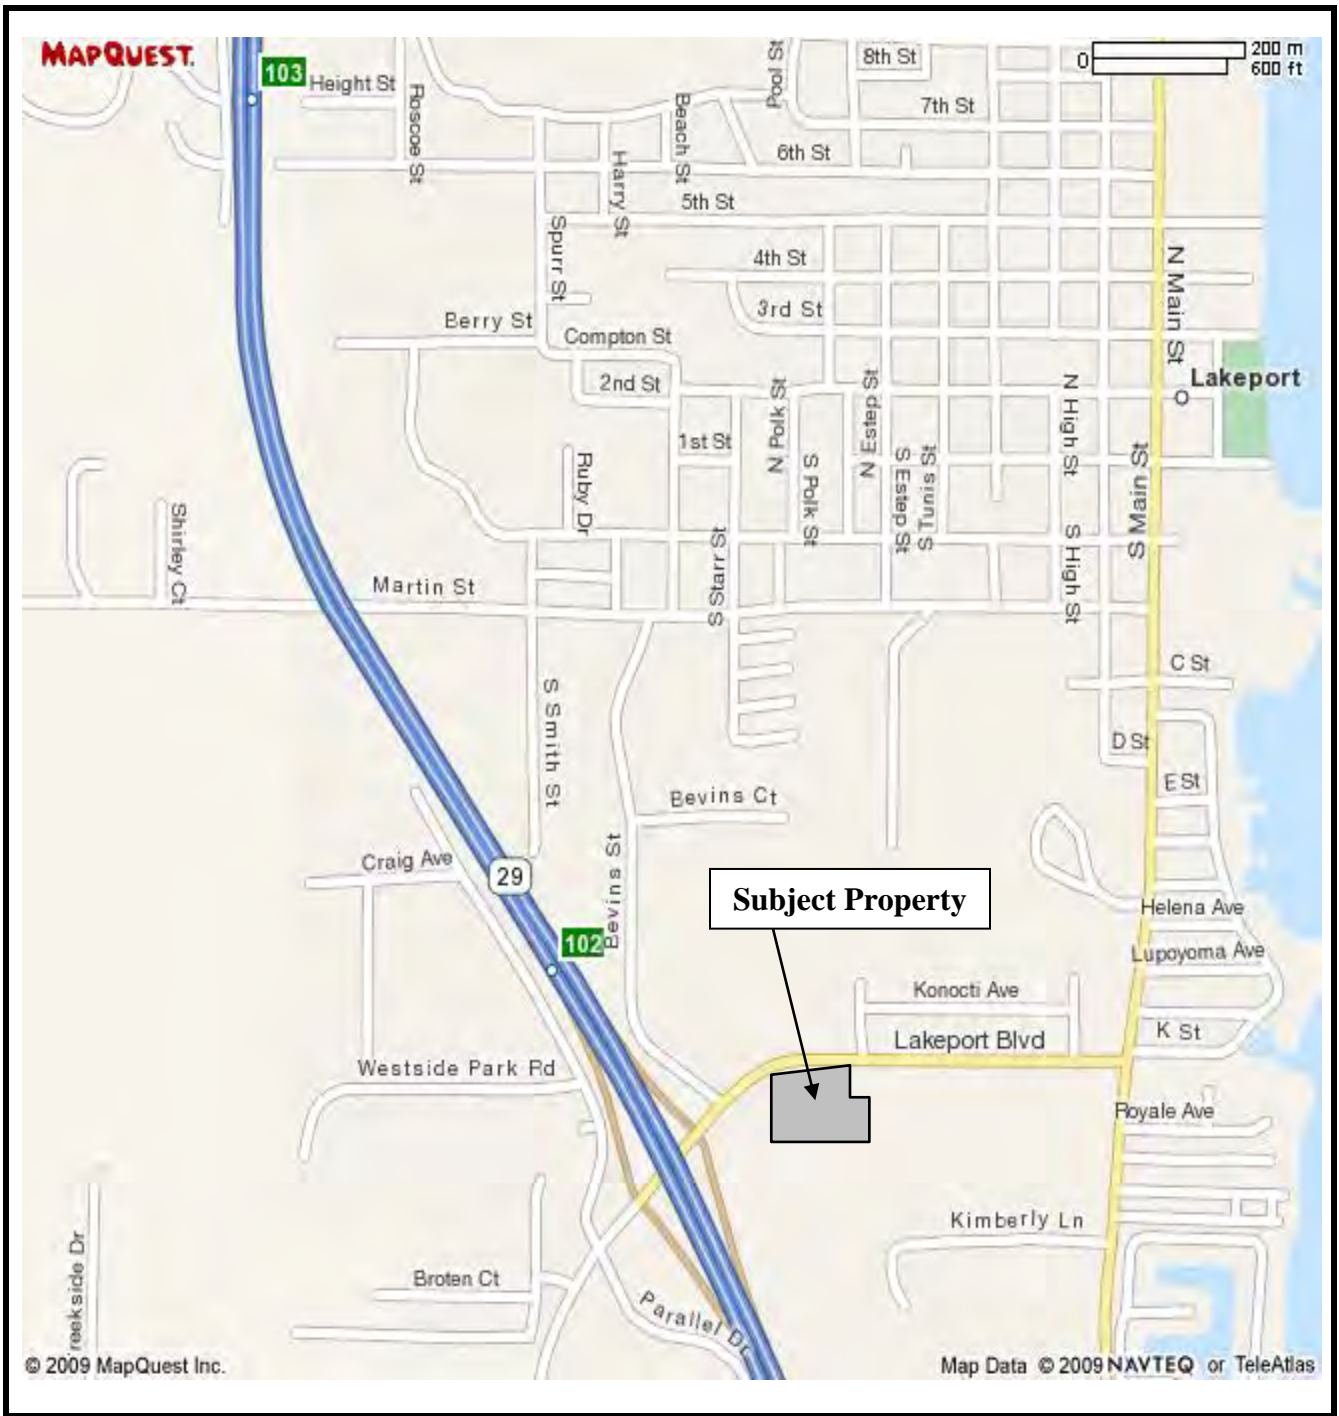 MAPQUEST.
103
Height St
Roscoe St
Beach St
Harry St
Pool St
8th St
7th St
6th St
5th St
0
200 m
600 ft
Spurr St
4th St
3rd St
N Main St
Berry St
Compton St
2nd St
1st St
N Polk St
S Polk St
N Estep St
S Estep St
S Tunis St
N High St
S High St
S Main St
Lakeport
Ruby Dr
Shirley Ct
Martin St
S Starr St
S Smith St
C St
D St
E St
Bevins Ct
Bevins St
Craig Ave
29
102
Subject Property
Helena Ave
Lupoyoma Ave
Konocti Ave
Lakeport Blvd
K St
Westside Park Rd
Royale Ave
Kimberly Ln
reekside Dr
Broten Ct
Parallel Dr
© 2009 MapQuest Inc.
Map Data © 2009 NAVTEQ or TeleAtlas